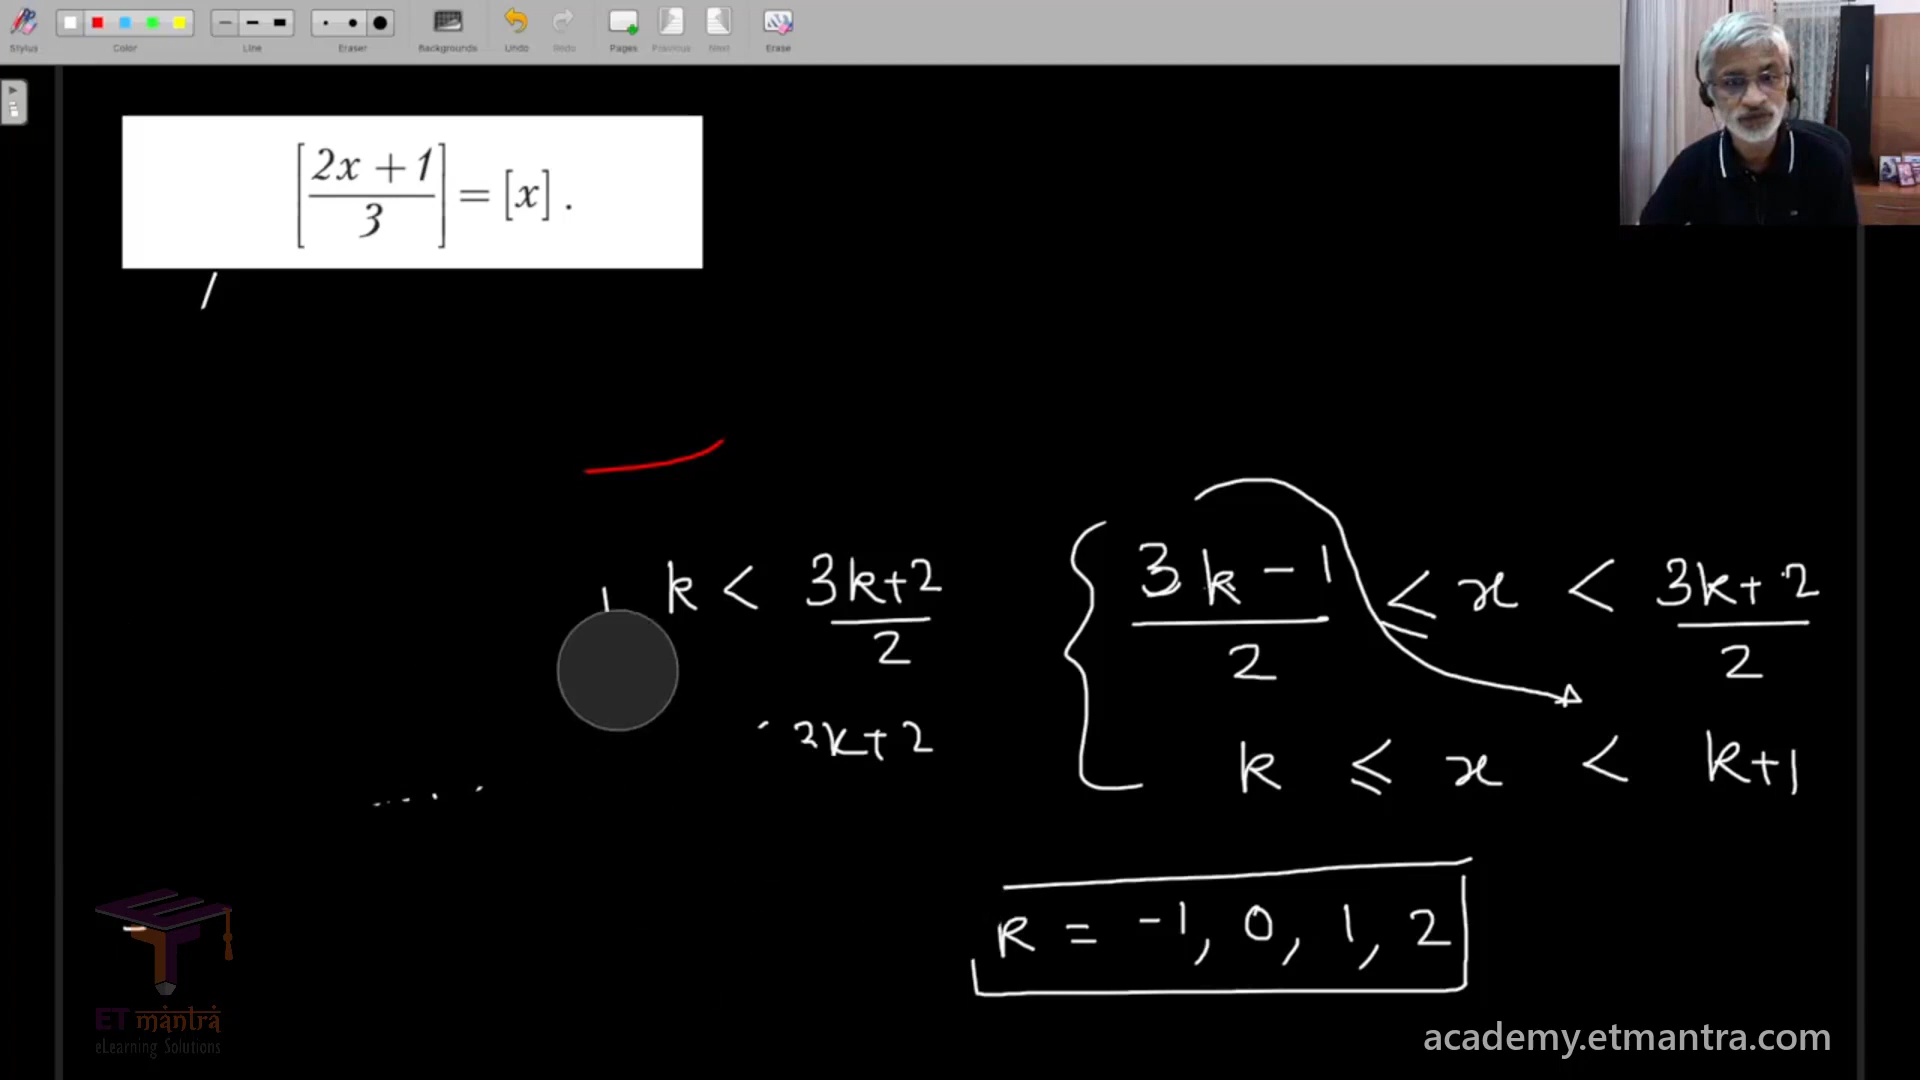 Stylus Color Line Eraser Backgrounds Undo Redo Pages Previous Next Erase
[2x + 1 / 3] = [x] .
k < 3k+2 / 2
3k+2
3k-1 / 2 ≤ x < 3k+2 / 2
k ≤ x < k+1
k = -1, 0, 1, 2
ET mantra
eLearning Solutions
academy.etmantra.com